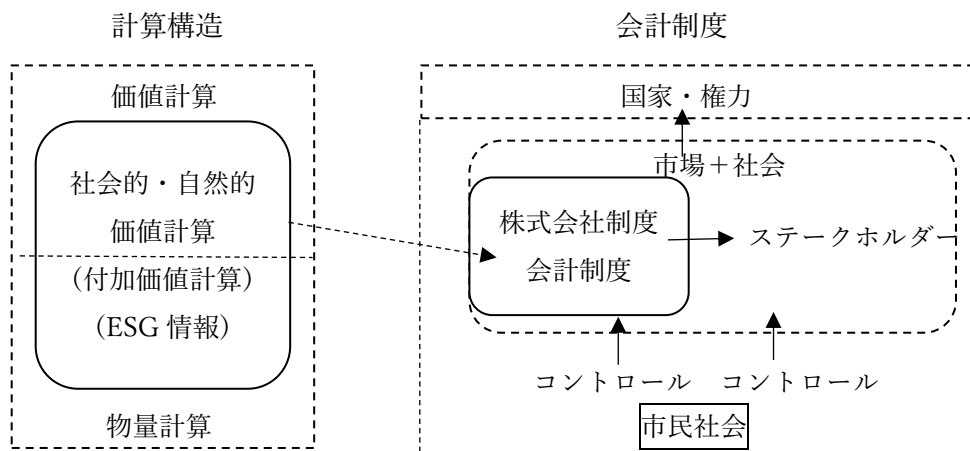 計算構造
価値計算
社会的・自然的
価値計算
（付加価値計算）
（ESG 情報）
物量計算
会計制度
国家・権力
市場＋社会
株式会社制度
会計制度
ステークホルダー
コントロール
コントロール
市民社会